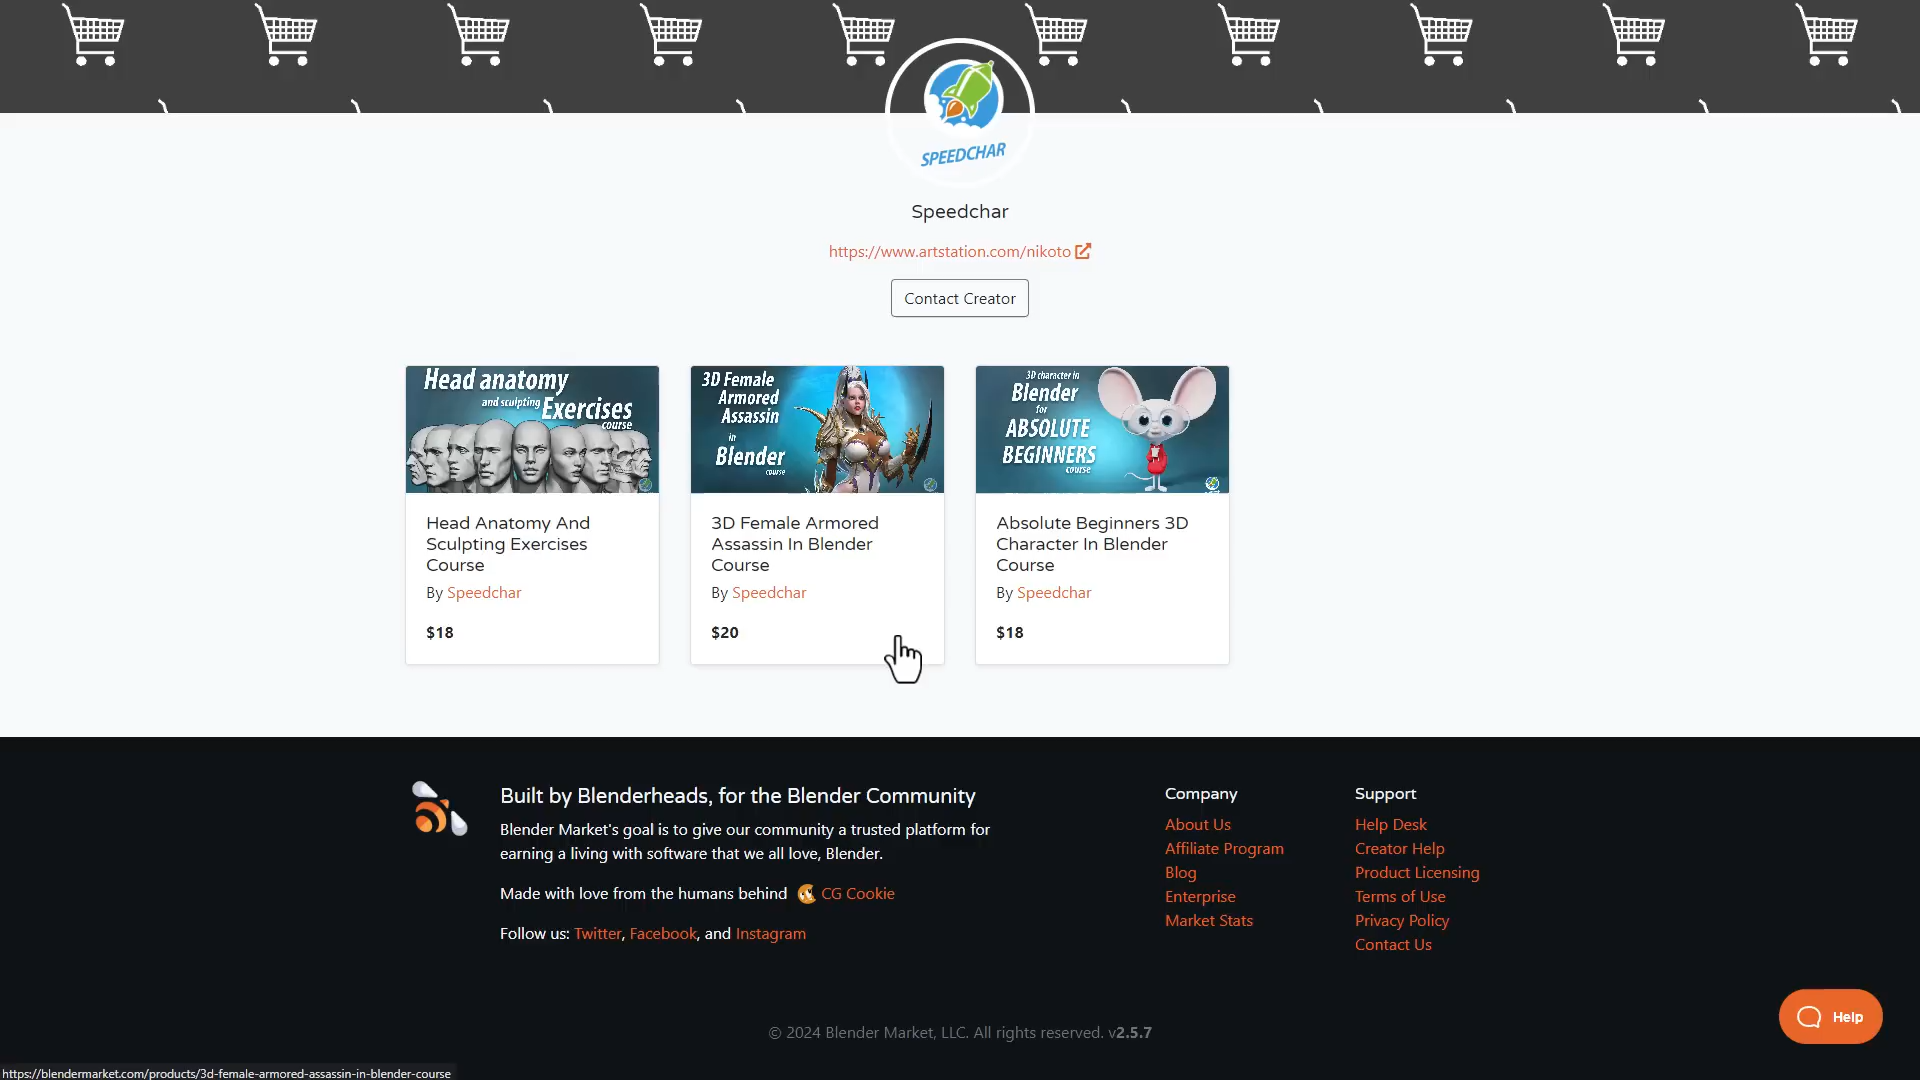 SPEEDCHAR
Speedchar
https://www.artstation.com/nikoto
Contact Creator
Head anatomy
and sculpting Exercises
course
3D Female
Armored
Assassin
in
Blender
course
3D character in
Blender
for
ABSOLUTE
BEGINNERS
course
Head Anatomy And
Sculpting Exercises
Course
By Speedchar
$18
3D Female Armored
Assassin In Blender
Course
By Speedchar
$20
Absolute Beginners 3D
Character In Blender
Course
By Speedchar
$18
Built by Blenderheads, for the Blender Community
Blender Market's goal is to give our community a trusted platform for
earning a living with software that we all love, Blender.
Made with love from the humans behind CG Cookie
Follow us: Twitter, Facebook, and Instagram
Company
About Us
Affiliate Program
Blog
Enterprise
Market Stats
Support
Help Desk
Creator Help
Product Licensing
Terms of Use
Privacy Policy
Contact Us
Help
© 2024 Blender Market, LLC. All rights reserved. v2.5.7
https://blendermarket.com/products/3d-female-armored-assassin-in-blender-course